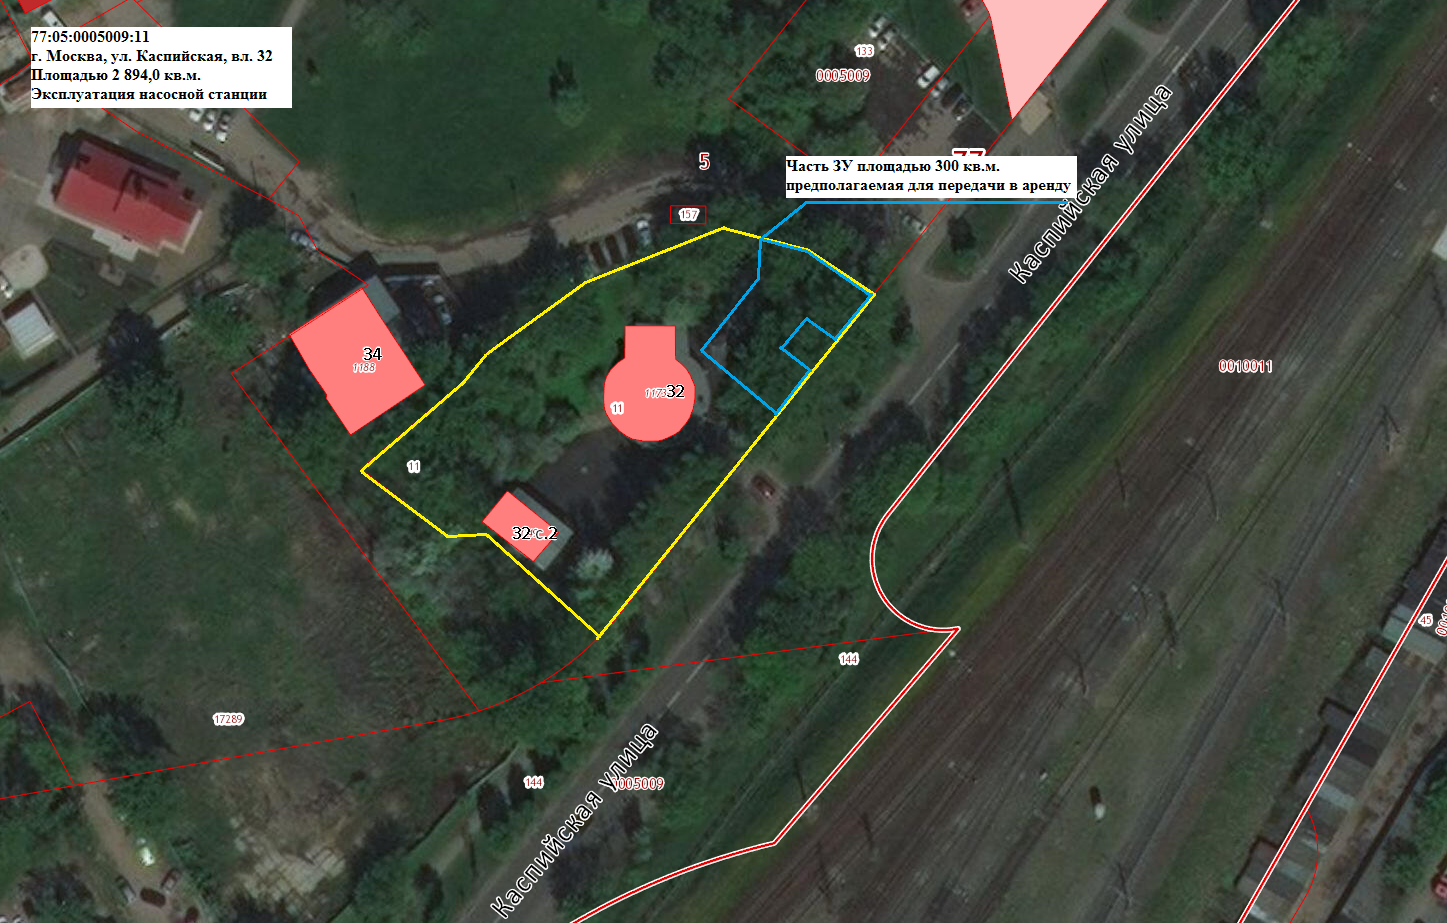 77:05:0005009:11
г. Москва, ул. Каспийская, вл. 32
Площадью 2 894,0 кв.м.
Эксплуатация насосной станции
133
0005009
Каспийская улица
5
77
Часть ЗУ площадью 300 кв.м.
предполагаемая для передачи в аренду
157
34
1188
32
11
11
32 с.2
0010011
45
144
17289
144
0005009
Каспийская улица